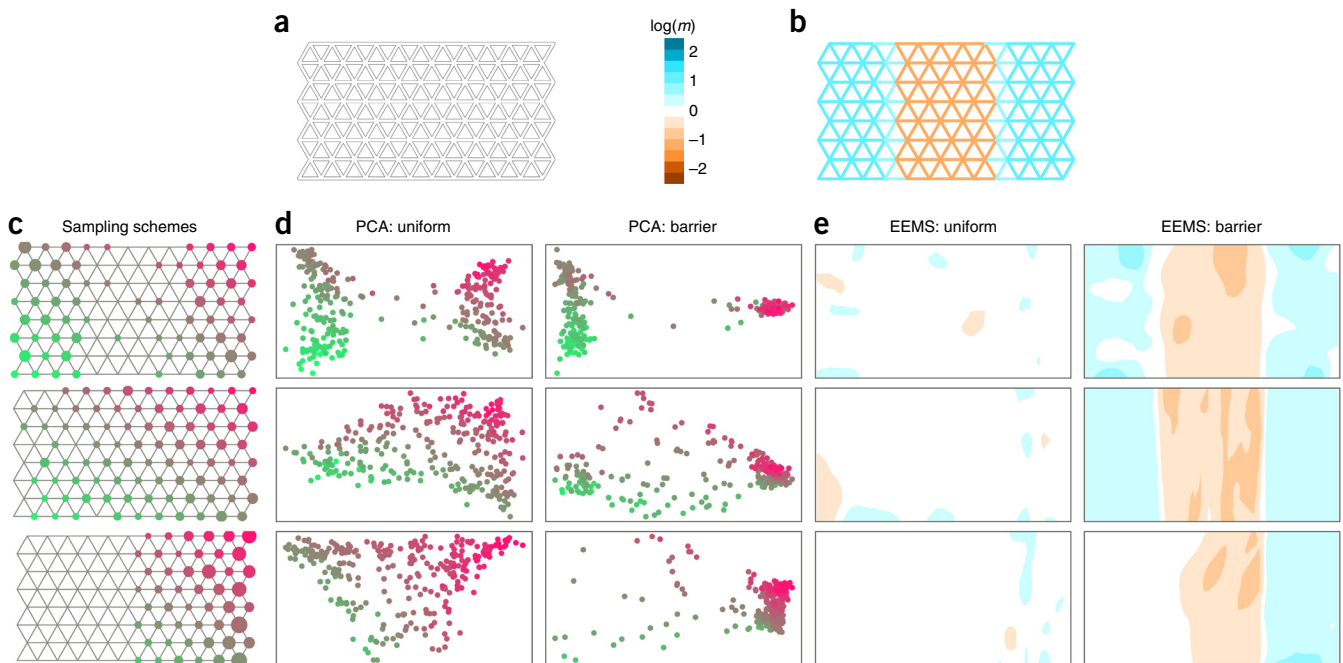 a
log(m)
2
1
0
–1
–2
b
c
Sampling schemes
d
PCA: uniform
PCA: barrier
e
EEMS: uniform
EEMS: barrier